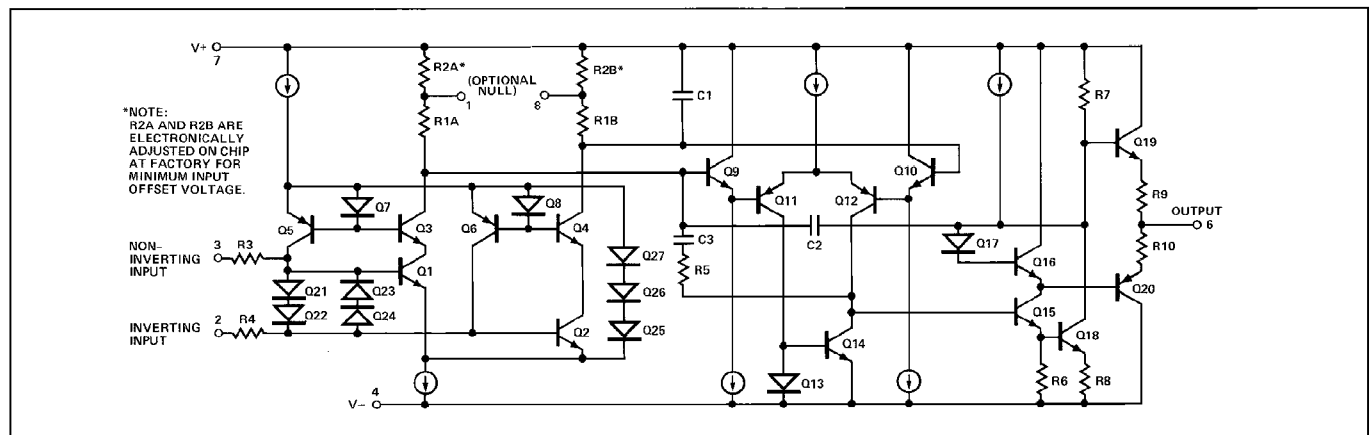 V+
7
R2A*
(OPTIONAL
NULL)
1
8
R2B*
C1
R1A
R1B
R7
*NOTE:
R2A AND R2B ARE
ELECTRONICALLY
ADJUSTED ON CHIP
AT FACTORY FOR
MINIMUM INPUT
OFFSET VOLTAGE.
Q19
Q9
Q10
Q11
Q12
R9
OUTPUT
6
Q7
Q8
Q5
Q3
Q6
Q4
NON-
INVERTING
INPUT
3
R3
C3
C2
Q17
R10
Q27
Q16
Q1
R5
Q21
Q23
Q26
Q20
Q22
Q24
INVERTING
INPUT
2
R4
Q25
Q2
Q15
Q18
Q14
Q13
R6
R8
V−
4